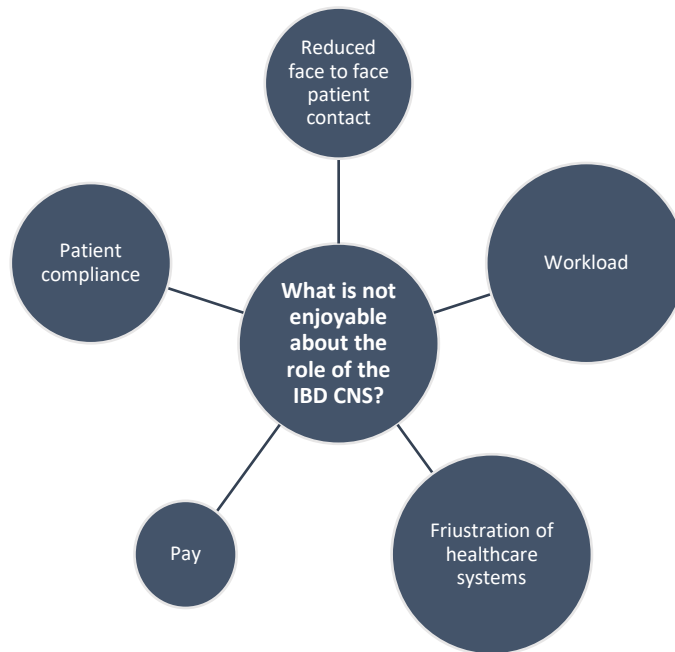 Reduced
face to face
patient
contact
Patient
compliance
Workload
What is not
enjoyable
about the
role of the
IBD CNS?
Pay
Friustration of
healthcare
systems